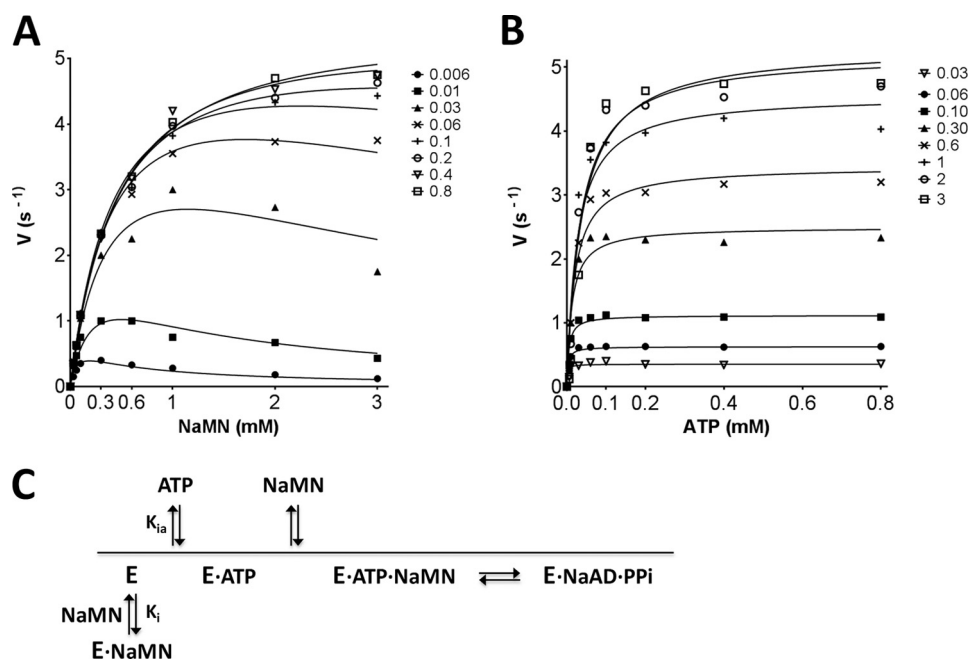 A
V (s⁻¹)
5
4
3
2
1
0
0 0.3 0.6 1 2 3
NaMN (mM)
0.006
0.01
0.03
0.06
0.1
0.2
0.4
0.8
B
V (s⁻¹)
5
4
3
2
1
0
0.0 0.1 0.2 0.4 0.6 0.8
ATP (mM)
0.03
0.06
0.10
0.30
0.6
1
2
3
C
ATP NaMN
Kia
E E·ATP E·ATP·NaMN E·NaAD·PPi
NaMN Ki
E·NaMN